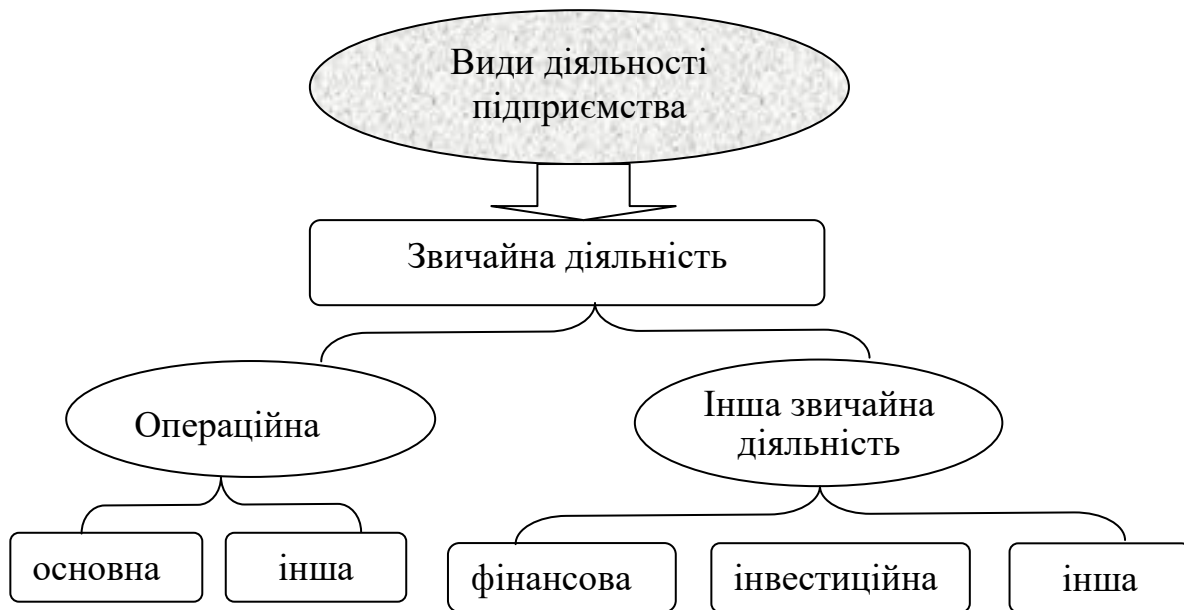 Види діяльності
підприємства
Звичайна діяльність
Операційна
Інша звичайна
діяльність
основна
інша
фінансова
інвестиційна
інша